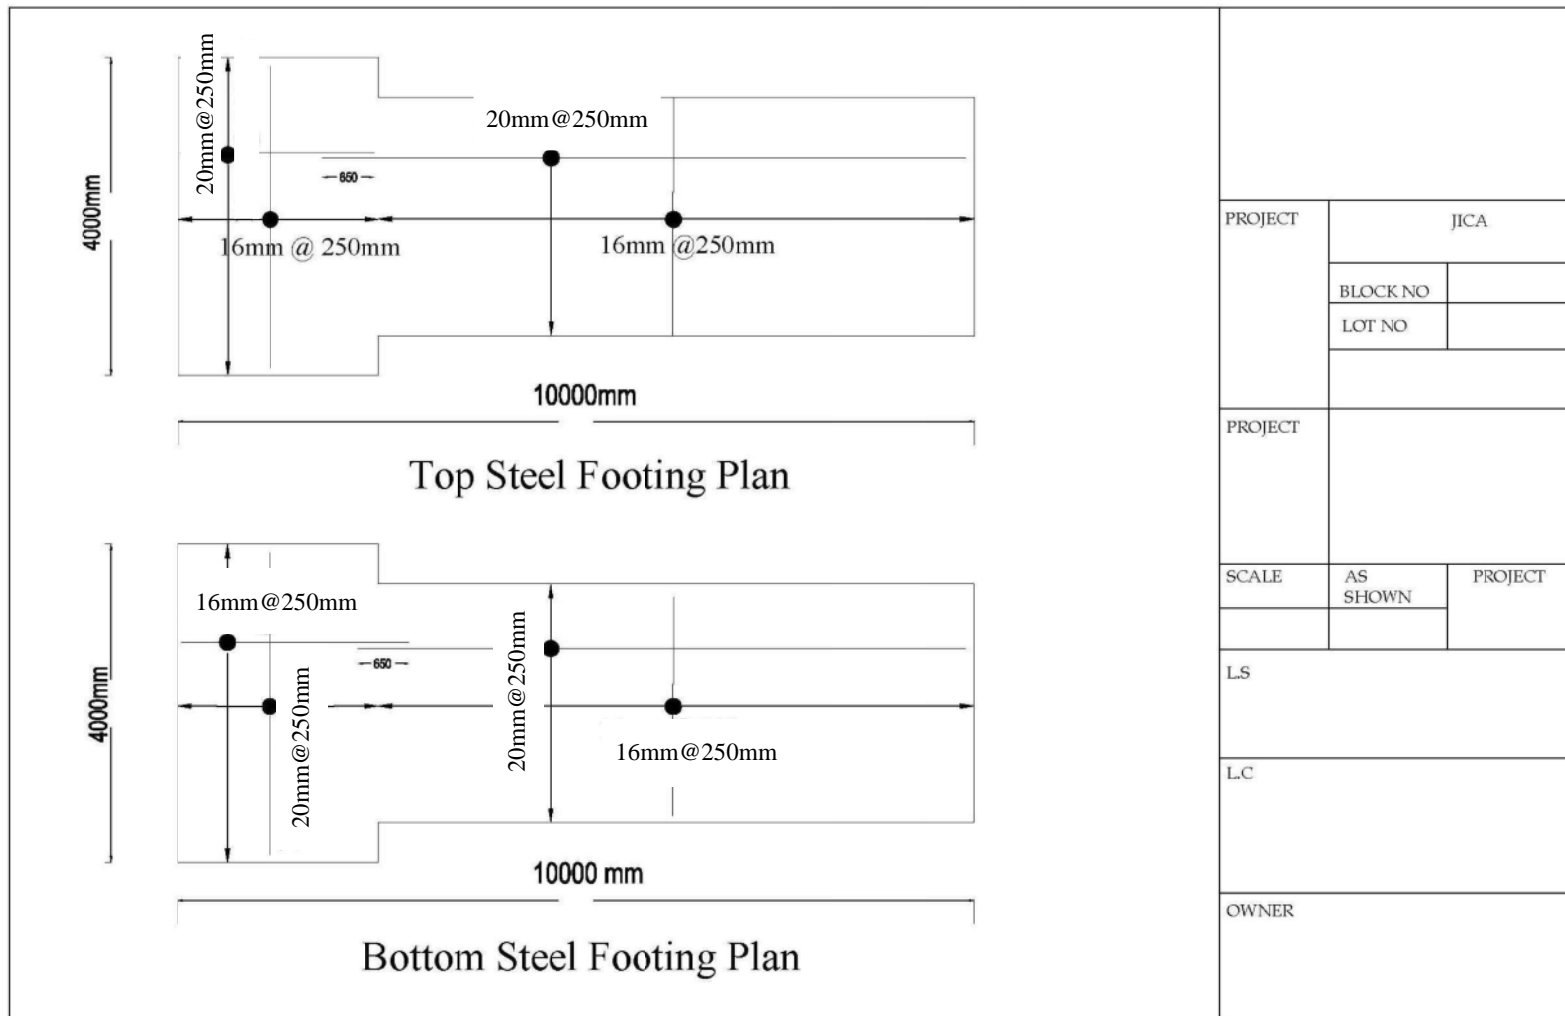 20mm@250mm
20mm@250mm
650
4000mm
16mm @ 250mm
16mm @250mm
10000mm
Top Steel Footing Plan
16mm@250mm
20mm@250mm
650
4000mm
20mm@250mm
16mm@250mm
10000 mm
Bottom Steel Footing Plan
PROJECT
JICA
BLOCK NO
LOT NO
PROJECT
SCALE
AS
SHOWN
PROJECT
L.S
L.C
OWNER